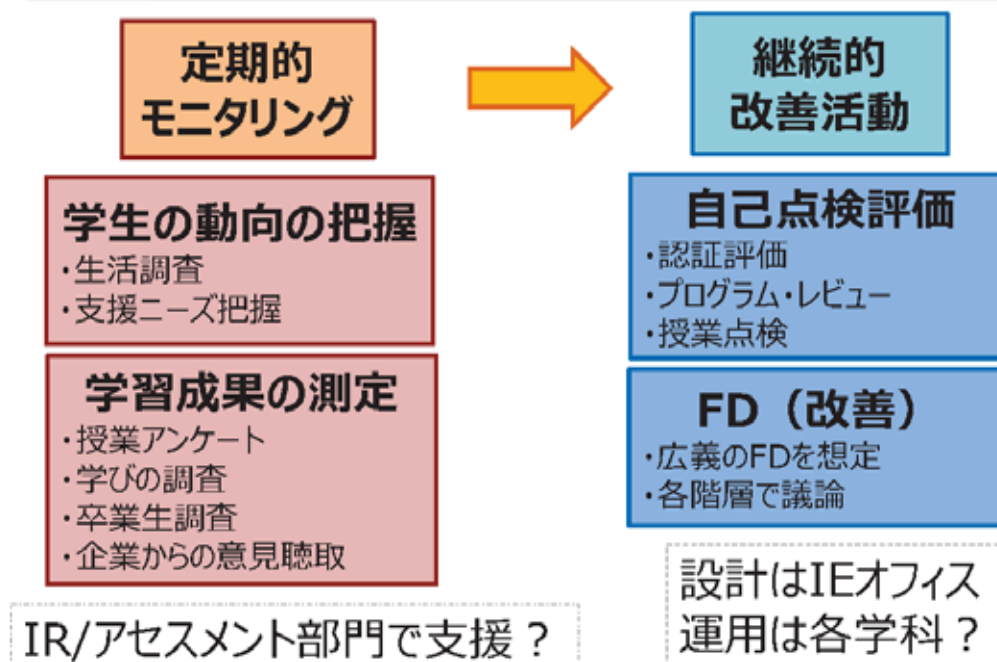 定期的
モニタリング
学生の動向の把握
・生活調査
・支援ニーズ把握
学習成果の測定
・授業アンケート
・学びの調査
・卒業生調査
・企業からの意見聴取
IR/アセスメント部門で支援？
継続的
改善活動
自己点検評価
・認証評価
・プログラム・レビュー
・授業点検
FD（改善）
・広義のFDを想定
・各階層で議論
設計はIEオフィス
運用は各学科？